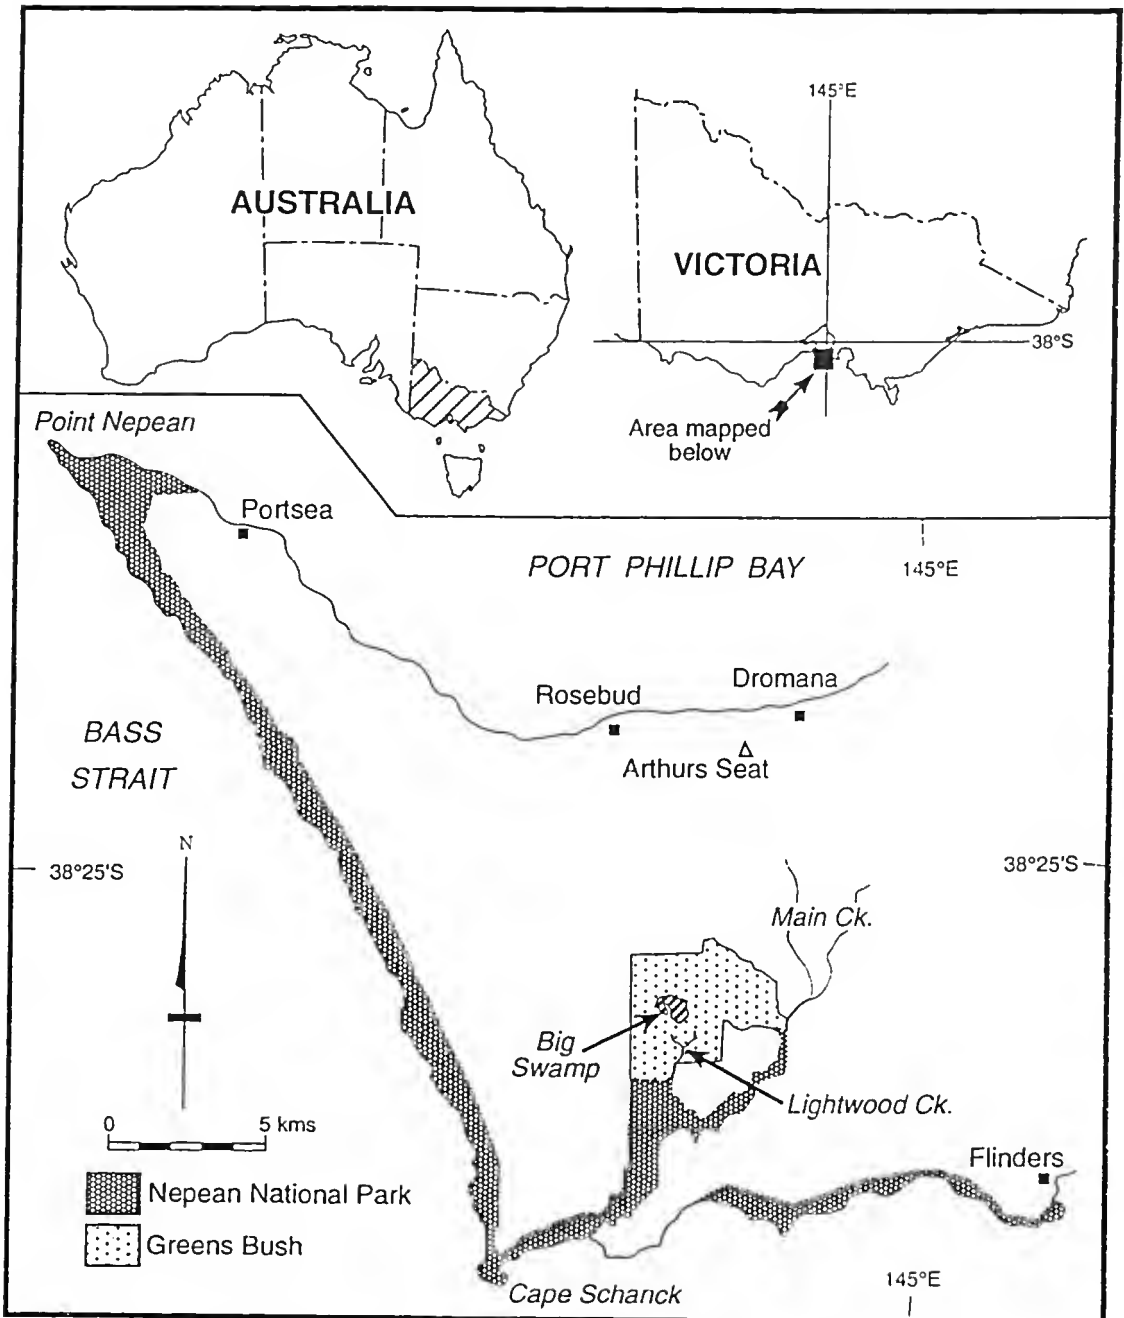 AUSTRALIA
145°E
VICTORIA
38°S
Area mapped
below
Point Nepean
Portsea
PORT PHILLIP BAY
145°E
Rosebud
Dromana
BASS
STRAIT
Arthurs Seat
N
38°25'S
38°25'S
Main Ck.
Big
Swamp
Lightwood Ck.
0 5 kms
Flinders
Nepean National Park
Greens Bush
145°E
Cape Schanck